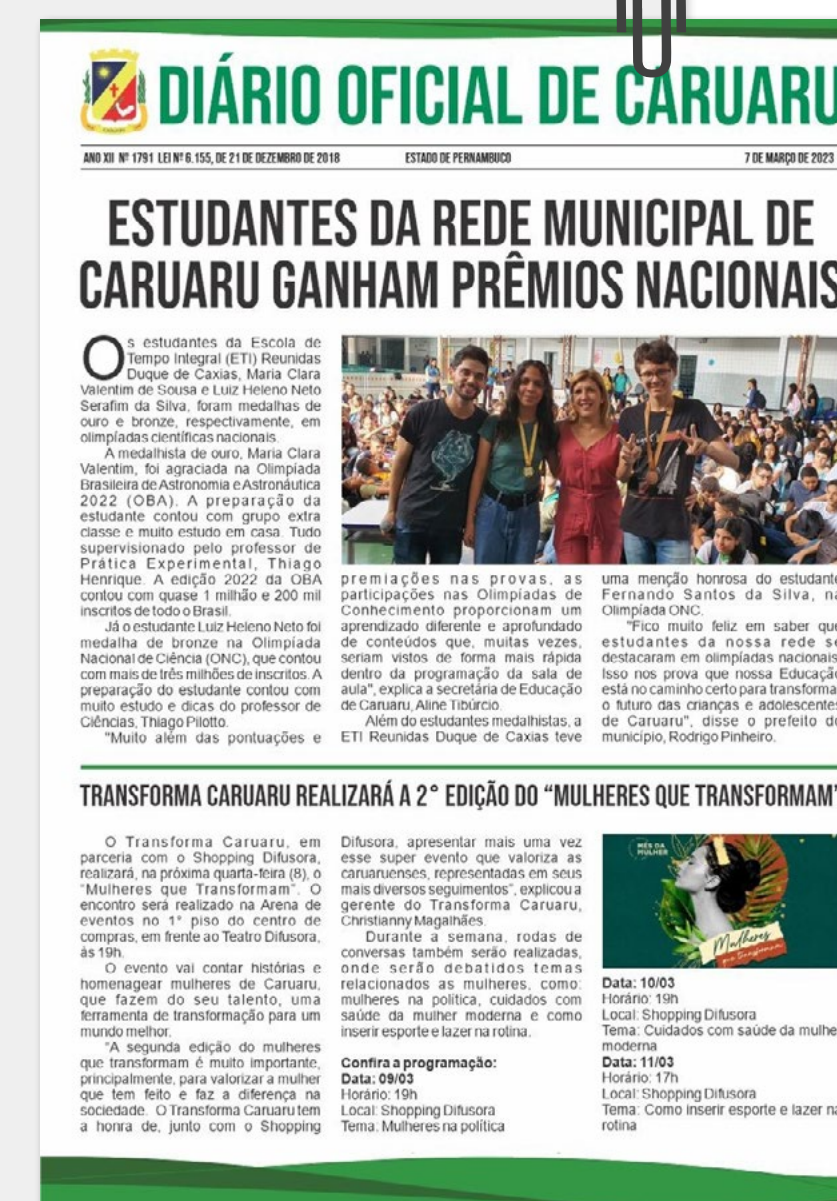 DIÁRIO OFICIAL DE CARUARU
ANO XII Nº 1791 LEI Nº 6.155, DE 21 DE DEZEMBRO DE 2018
ESTADO DE PERNAMBUCO
7 DE MARÇO DE 2023
ESTUDANTES DA REDE MUNICIPAL DE
CARUARU GANHAM PRÊMIOS NACIONAIS
Os estudantes da Escola de
Tempo Integral (ETI) Reunidas
Duque de Caxias, Maria Clara
Valentim de Sousa e Luiz Heleno Neto
Serafim da Silva, foram medalhas de
ouro e bronze, respectivamente, em
olimpíadas científicas nacionais.
A medalhista de ouro, Maria Clara
Valentim, foi agraciada na Olimpíada
Brasileira de Astronomia e Astronáutica
2022 (OBA). A preparação da
estudante contou com grupo extra
classe e muito estudo em casa. Tudo
supervisionado pelo professor de
Prática Experimental, Thiago
Henrique. A edição 2022 da OBA
contou com quase 1 milhão e 200 mil
inscritos de todo o Brasil.
Já o estudante Luiz Heleno Neto foi
medalha de bronze na Olimpíada
Nacional de Ciência (ONC), que contou
com mais de três milhões de inscritos. A
preparação do estudante contou com
muito estudo e dicas do professor de
Ciências, Thiago Pilotto.
"Muito além das pontuações e
premiações nas provas, as
participações nas Olimpíadas de
Conhecimento proporcionam um
aprendizado diferente e aprofundado
de conteúdos que, muitas vezes,
seriam vistos de forma mais rápida
dentro da programação da sala de
aula", explica a secretária de Educação
de Caruaru, Aline Tibúrcio.
Além do estudantes medalhistas, a
ETI Reunidas Duque de Caxias teve
uma menção honrosa do estudante
Fernando Santos da Silva, na
Olimpíada ONC.
"Fico muito feliz em saber que
estudantes da nossa rede se
destacaram em olimpíadas nacionais.
Isso nos prova que nossa Educação
está no caminho certo para transforma
o futuro das crianças e adolescentes
de Caruaru", disse o prefeito do
município, Rodrigo Pinheiro.
TRANSFORMA CARUARU REALIZARÁ A 2° EDIÇÃO DO “MULHERES QUE TRANSFORMAM”
O Transforma Caruaru, em
parceria com o Shopping Difusora,
realizará, na próxima quarta-feira (8), o
“Mulheres que Transformam”. O
encontro será realizado na Arena de
eventos no 1° piso do centro de
compras, em frente ao Teatro Difusora,
às 19h.
O evento vai contar histórias e
homenagear mulheres de Caruaru,
que fazem do seu talento, uma
ferramenta de transformação para um
mundo melhor.
“A segunda edição do mulheres
que transformam é muito importante,
principalmente, para valorizar a mulher
que tem feito e faz a diferença na
sociedade. O Transforma Caruaru tem
a honra de, junto com o Shopping
Difusora, apresentar mais uma vez
esse super evento que valoriza as
caruaruenses, representadas em seus
mais diversos seguimentos”, explicou a
gerente do Transforma Caruaru,
Christianny Magalhães.
Durante a semana, rodas de
conversas também serão realizadas,
onde serão debatidos temas
relacionados as mulheres, como:
mulheres na política, cuidados com
saúde da mulher moderna e como
inserir esporte e lazer na rotina.
Confira a programação:
Data: 09/03
Horário: 19h
Local: Shopping Difusora
Tema: Mulheres na política
MÊS DA
MULHER
Mulheres
que transformam
Data: 10/03
Horário: 19h
Local: Shopping Difusora
Tema: Cuidados com saúde da mulhe
moderna
Data: 11/03
Horário: 17h
Local: Shopping Difusora
Tema: Como inserir esporte e lazer na
rotina